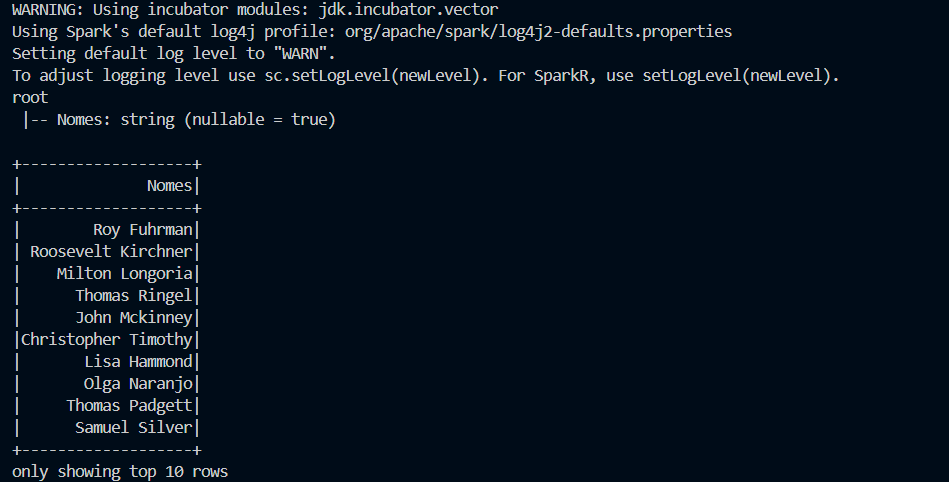 WARNING: Using incubator modules: jdk.incubator.vector
Using Spark's default log4j profile: org/apache/spark/log4j2-defaults.properties
Setting default log level to "WARN".
To adjust logging level use sc.setLogLevel(newLevel). For SparkR, use setLogLevel(newLevel).
root
 |-- Nomes: string (nullable = true)

+-------------------+
|              Nomes|
+-------------------+
|        Roy Fuhrman|
| Roosevelt Kirchner|
|    Milton Longoria|
|      Thomas Ringel|
|      John Mckinney|
|Christopher Timothy|
|       Lisa Hammond|
|       Olga Naranjo|
|     Thomas Padgett|
|      Samuel Silver|
+-------------------+
only showing top 10 rows